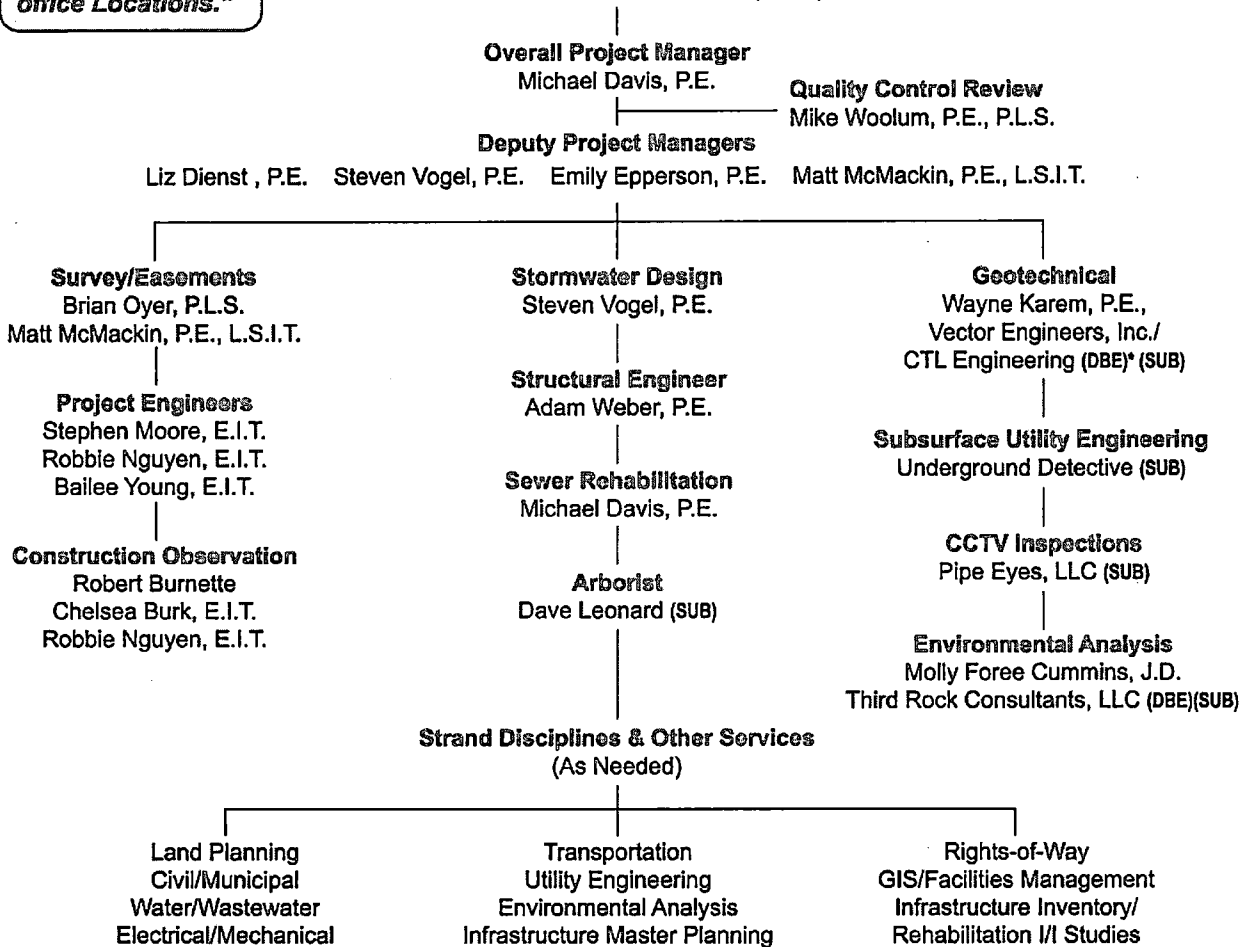 office Locations."
Overall Project Manager
Michael Davis, P.E.
Quality Control Review
Mike Woolum, P.E., P.L.S.
Deputy Project Managers
Liz Dienst , P.E. Steven Vogel, P.E. Emily Epperson, P.E. Matt McMackin, P.E., L.S.I.T.
Survey/Easements
Brian Oyer, P.L.S.
Matt McMackin, P.E., L.S.I.T.
Project Engineers
Stephen Moore, E.I.T.
Robbie Nguyen, E.I.T.
Bailee Young, E.I.T.
Construction Observation
Robert Burnette
Chelsea Burk, E.I.T.
Robbie Nguyen, E.I.T.
Stormwater Design
Steven Vogel, P.E.
Structural Engineer
Adam Weber, P.E.
Sewer Rehabilitation
Michael Davis, P.E.
Arborist
Dave Leonard (SUB)
Geotechnical
Wayne Karem, P.E.,
Vector Engineers, Inc./
CTL Engineering (DBE)* (SUB)
Subsurface Utility Engineering
Underground Detective (SUB)
CCTV Inspections
Pipe Eyes, LLC (SUB)
Environmental Analysis
Molly Foree Cummins, J.D.
Third Rock Consultants, LLC (DBE)(SUB)
Strand Disciplines & Other Services
(As Needed)
Land Planning
Civil/Municipal
Water/Wastewater
Electrical/Mechanical
Transportation
Utility Engineering
Environmental Analysis
Infrastructure Master Planning
Rights-of-Way
GIS/Facilities Management
Infrastructure Inventory/
Rehabilitation I/I Studies